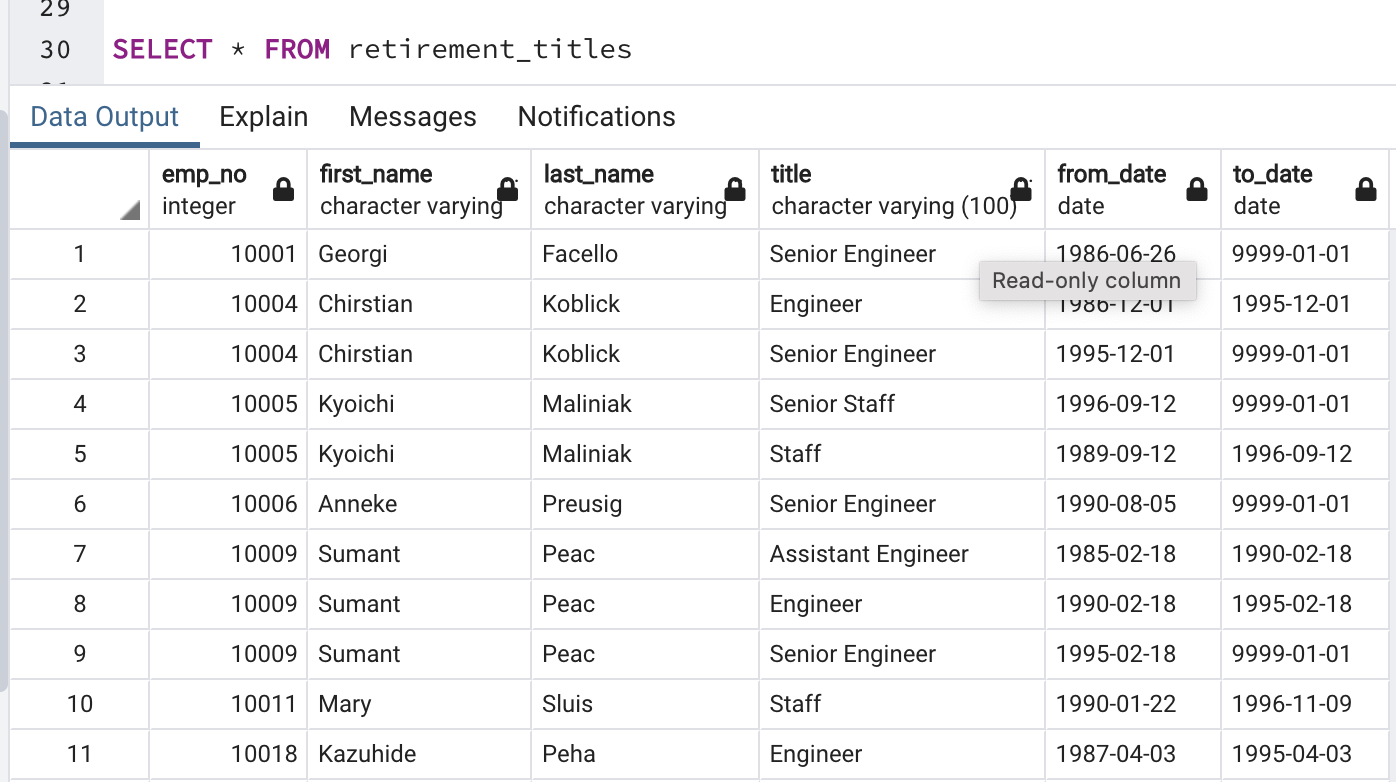 29
30 SELECT * FROM retirement_titles
Data Output Explain Messages Notifications
emp_no first_name last_name title from_date to_date
integer character varying character varying character varying (100) date date
1 10001 Georgi Facello Senior Engineer 1986-06-26 9999-01-01
Read-only column
2 10004 Chirstian Koblick Engineer 1986-12-01 1995-12-01
3 10004 Chirstian Koblick Senior Engineer 1995-12-01 9999-01-01
4 10005 Kyoichi Maliniak Senior Staff 1996-09-12 9999-01-01
5 10005 Kyoichi Maliniak Staff 1989-09-12 1996-09-12
6 10006 Anneke Preusig Senior Engineer 1990-08-05 9999-01-01
7 10009 Sumant Peac Assistant Engineer 1985-02-18 1990-02-18
8 10009 Sumant Peac Engineer 1990-02-18 1995-02-18
9 10009 Sumant Peac Senior Engineer 1995-02-18 9999-01-01
10 10011 Mary Sluis Staff 1990-01-22 1996-11-09
11 10018 Kazuhide Peha Engineer 1987-04-03 1995-04-03